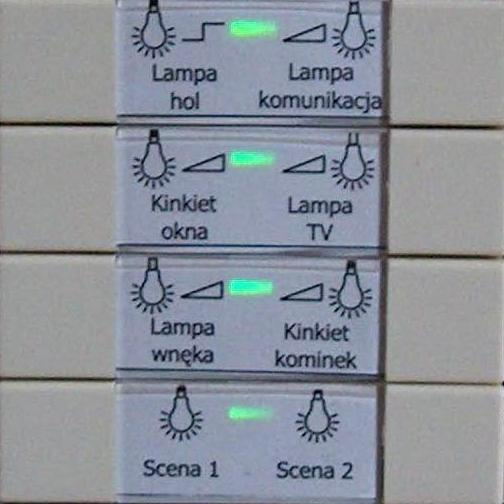 Lampa hol
Lampa komunikacja
Kinkiet okna
Lampa TV
Lampa wnęka
Kinkiet kominek
Scena 1
Scena 2